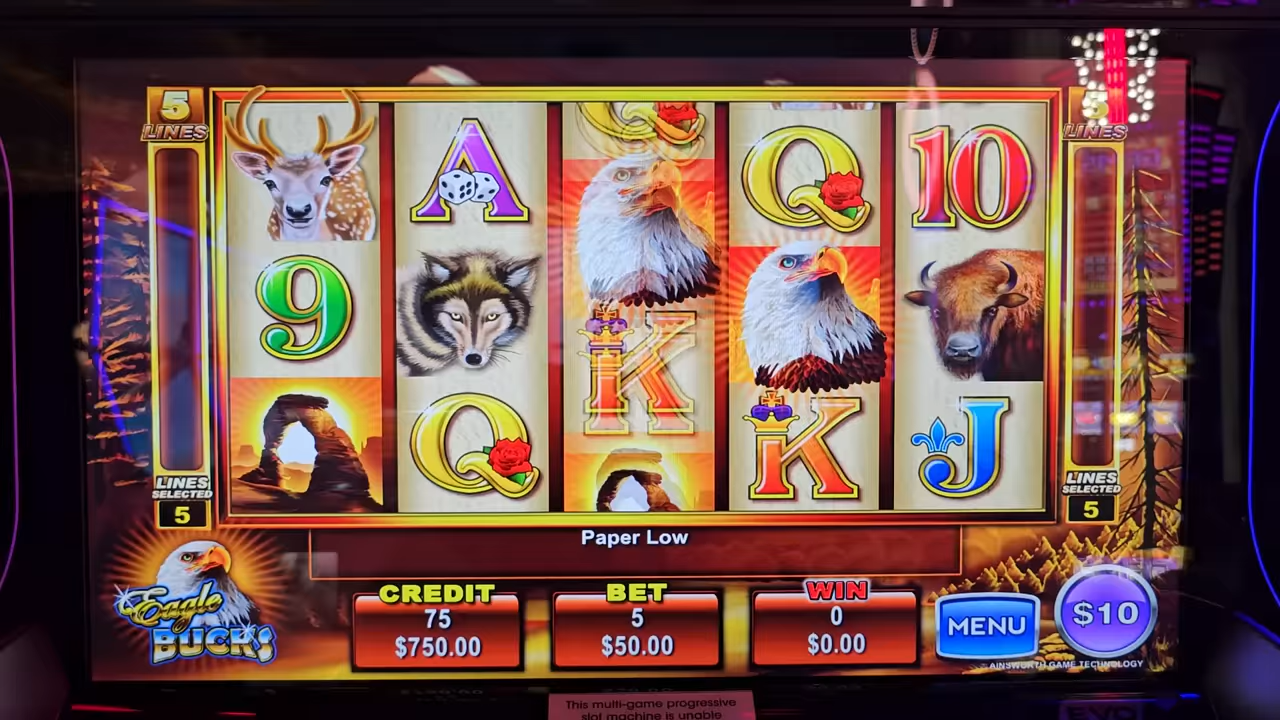 5
LINES
LINES
A
Q
Q
10
9
K
Q
K
J
LINES
SELECTED
5
LINES
SELECTED
5
Paper Low
Eagle
BUCKS
CREDIT
75
$750.00
BET
5
$50.00
WIN
0
$0.00
MENU
$10
AINSWORTH GAME TECHNOLOGY
This multi-game progressive
slot machine is unable